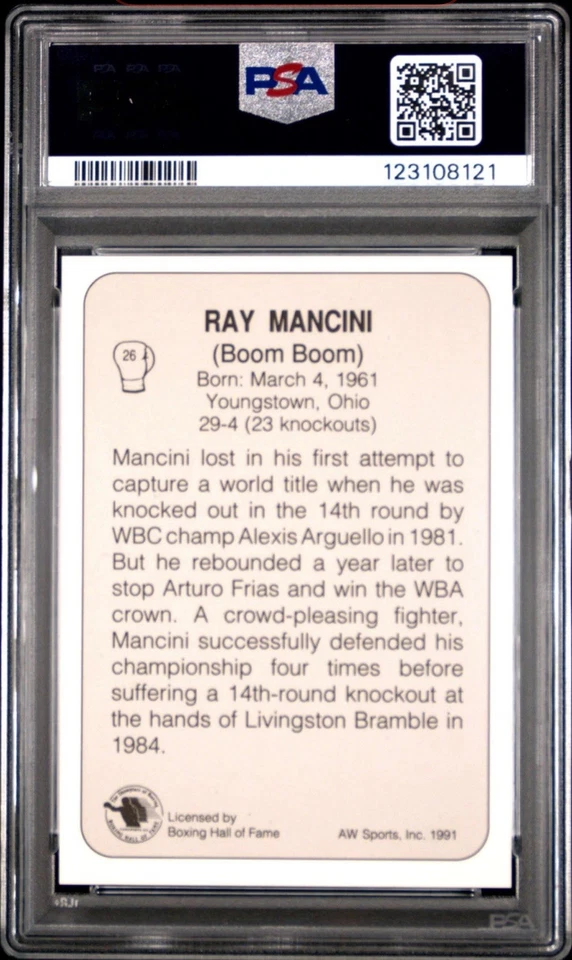 PSA
123108121
RAY MANCINI
26
(Boom Boom)
Born: March 4, 1961
Youngstown, Ohio
29-4 (23 knockouts)
Mancini lost in his first attempt to
capture a world title when he was
knocked out in the 14th round by
WBC champ Alexis Arguello in 1981.
But he rebounded a year later to
stop Arturo Frias and win the WBA
crown. A crowd-pleasing fighter,
Mancini successfully defended his
championship four times before
suffering a 14th-round knockout at
the hands of Livingston Bramble in
1984.
Licensed by
Boxing Hall of Fame
AW Sports, Inc. 1991
PSA